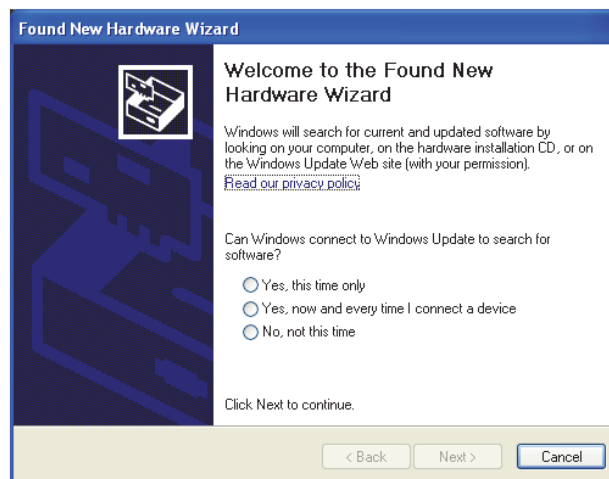 Found New Hardware Wizard
Welcome to the Found New
Hardware Wizard
Windows will search for current and updated software by
looking on your computer, on the hardware installation CD, or on
the Windows Update Web site (with your permission).
Read our privacy policy
Can Windows connect to Windows Update to search for
software?
Yes, this time only
Yes, now and every time I connect a device
No, not this time
Click Next to continue.
< Back Next > Cancel